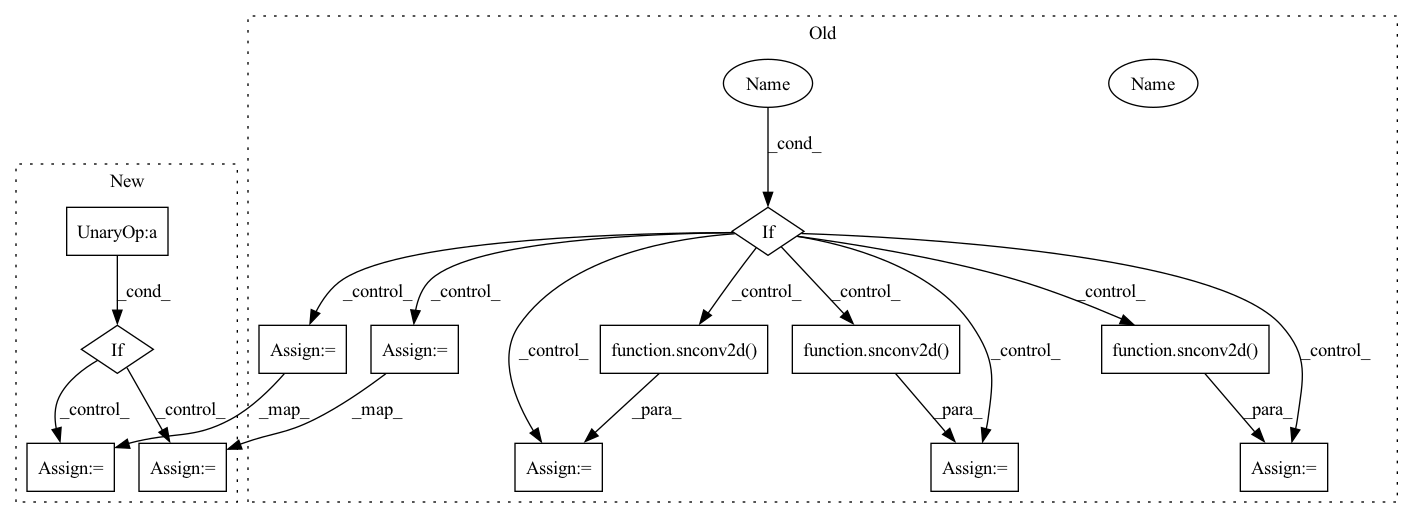 Old
Name
Name
_cond_
New
UnaryOp:a
If
_cond_
_control_
_control_
_control_
_control_
_control_
_control_
_control_
_control_
If
Assign:=
Assign:=
function.snconv2d()
function.snconv2d()
function.snconv2d()
_control_
_control_
_map_
_map_
_para_
_para_
_para_
Assign:=
Assign:=
Assign:=
Assign:=
Assign:=